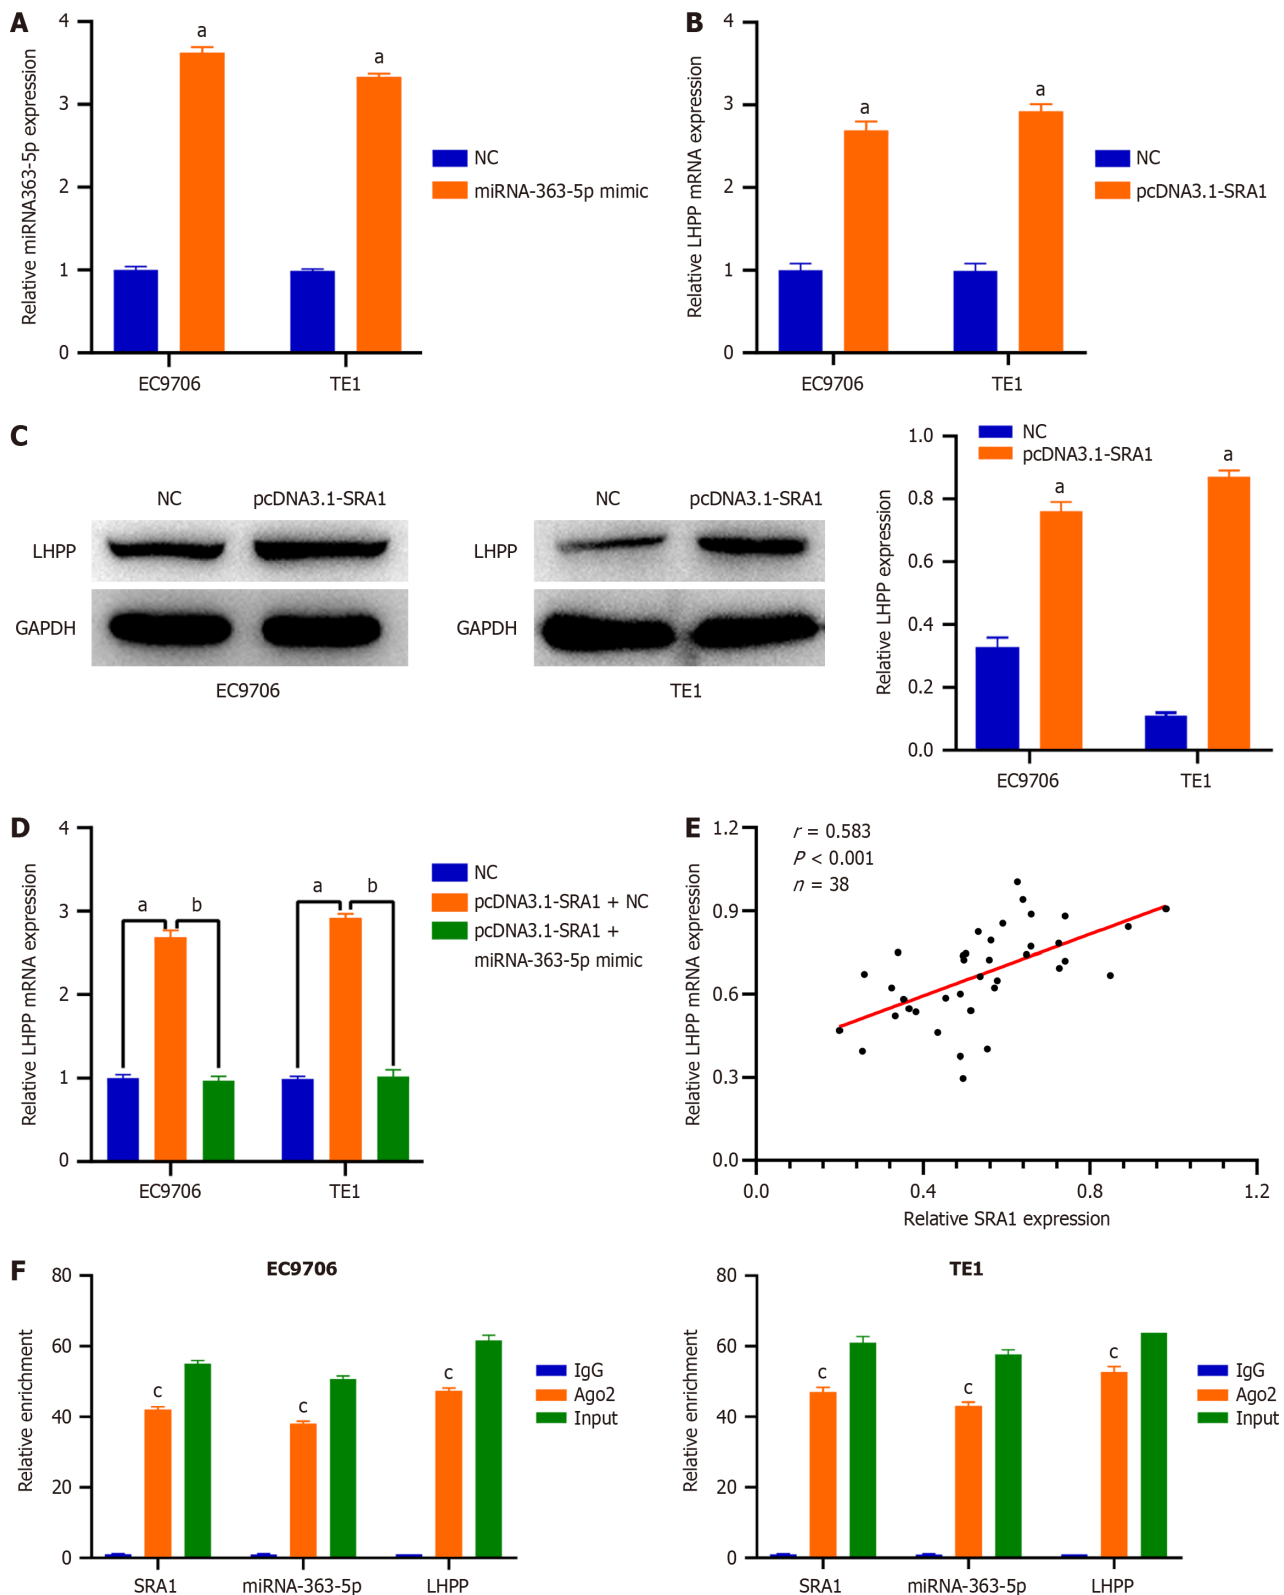 A
Relative miRNA363-5p expression
4
3
2
1
0
a
a
EC9706
TE1
NC
miRNA-363-5p mimic
B
Relative LHPP mRNA expression
4
3
2
1
0
a
a
EC9706
TE1
NC
pcDNA3.1-SRA1
C
NC
pcDNA3.1-SRA1
LHPP
GAPDH
EC9706
NC
pcDNA3.1-SRA1
LHPP
GAPDH
TE1
Relative LHPP expression
1.0
0.8
0.6
0.4
0.2
0.0
NC
pcDNA3.1-SRA1
a
a
EC9706
TE1
D
Relative LHPP mRNA expression
4
3
2
1
0
a
b
a
b
EC9706
TE1
NC
pcDNA3.1-SRA1 + NC
pcDNA3.1-SRA1 +
miRNA-363-5p mimic
E
Relative LHPP mRNA expression
1.2
0.9
0.6
0.3
0.0
r = 0.583
P < 0.001
n = 38
0.0
0.4
0.8
1.2
Relative SRA1 expression
F
EC9706
Relative enrichment
80
60
40
20
0
c
c
c
SRA1
miRNA-363-5p
LHPP
IgG
Ago2
Input
TE1
Relative enrichment
80
60
40
20
0
c
c
c
SRA1
miRNA-363-5p
LHPP
IgG
Ago2
Input